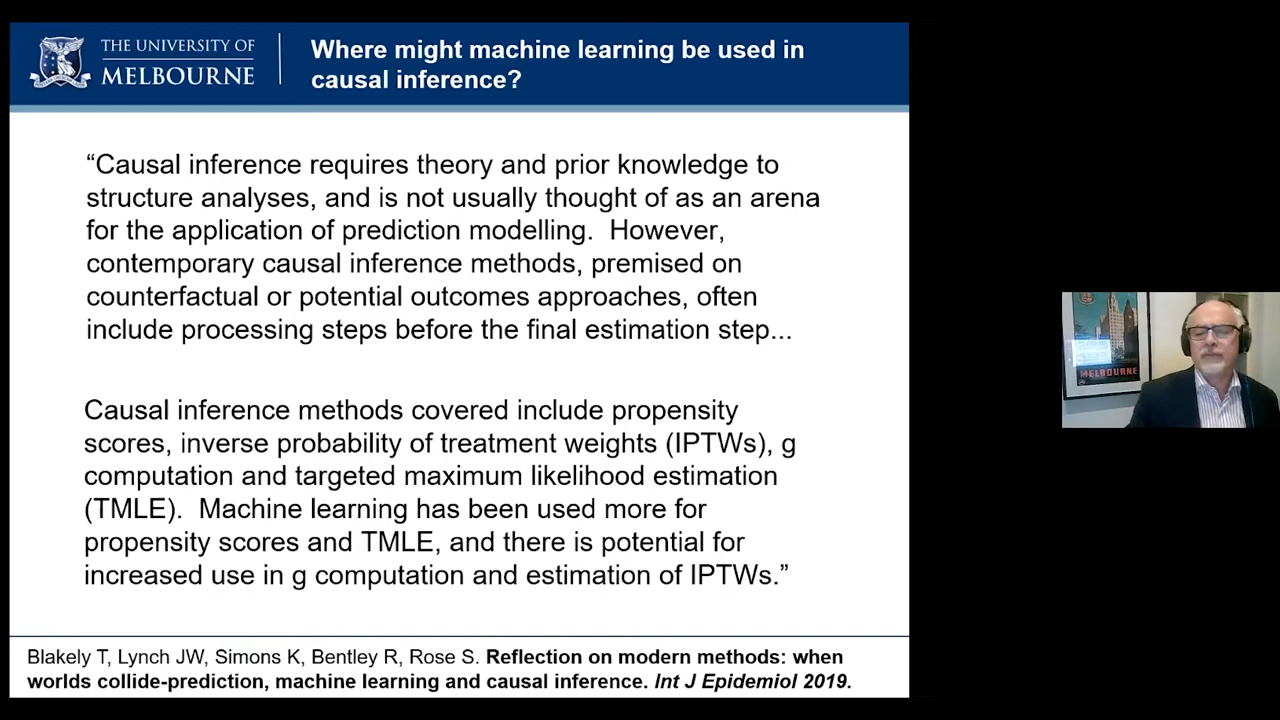 THE UNIVERSITY OF
MELBOURNE
Where might machine learning be used in
causal inference?
“Causal inference requires theory and prior knowledge to
structure analyses, and is not usually thought of as an arena
for the application of prediction modelling.  However,
contemporary causal inference methods, premised on
counterfactual or potential outcomes approaches, often
include processing steps before the final estimation step...
Causal inference methods covered include propensity
scores, inverse probability of treatment weights (IPTWs), g
computation and targeted maximum likelihood estimation
(TMLE).  Machine learning has been used more for
propensity scores and TMLE, and there is potential for
increased use in g computation and estimation of IPTWs.”
Blakely T, Lynch JW, Simons K, Bentley R, Rose S. Reflection on modern methods: when
worlds collide-prediction, machine learning and causal inference. Int J Epidemiol 2019.
MELBOURNE